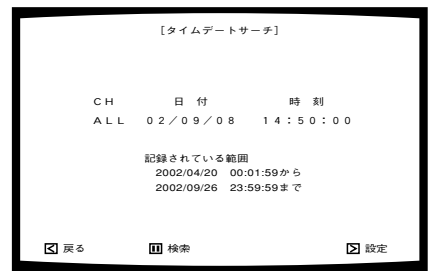 [タイムデートサーチ]
CH 日 付 時 刻
ALL 02/09/08 14:50:00
記録されている範囲
2002/04/20 00:01:59から
2002/09/26 23:59:59まで
戻る 検索 設定